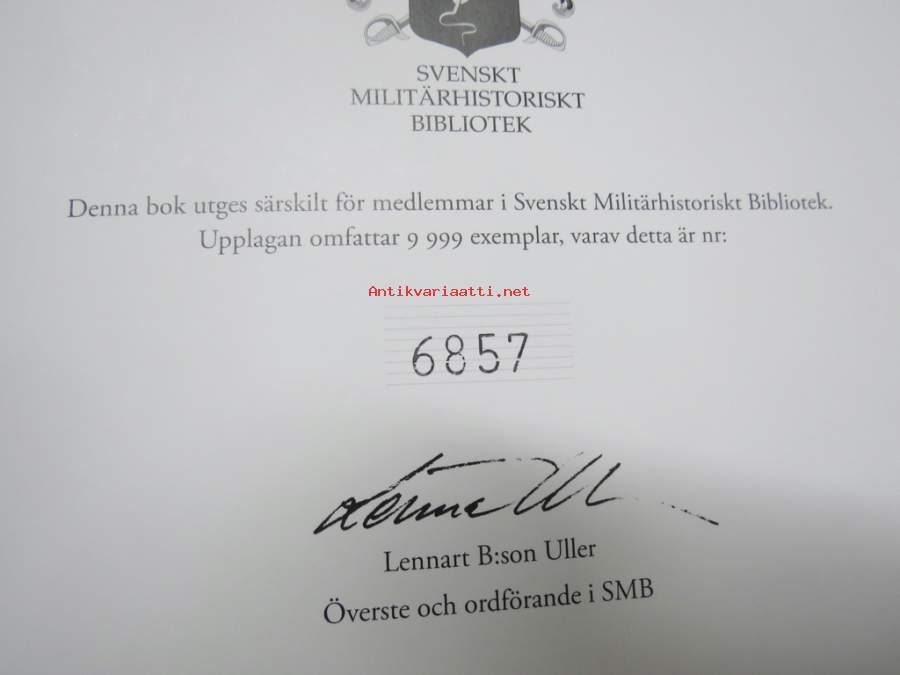 SVENSKT
MILITÄRHISTORISKT
BIBLIOTEK
Denna bok utges särskilt för medlemmar i Svenskt Militärhistoriskt Bibliotek.
Upplagan omfattar 9 999 exemplar, varav detta är nr:
Antikvariaatti.net
6857
Lennart B:son Uller
Överste och ordförande i SMB